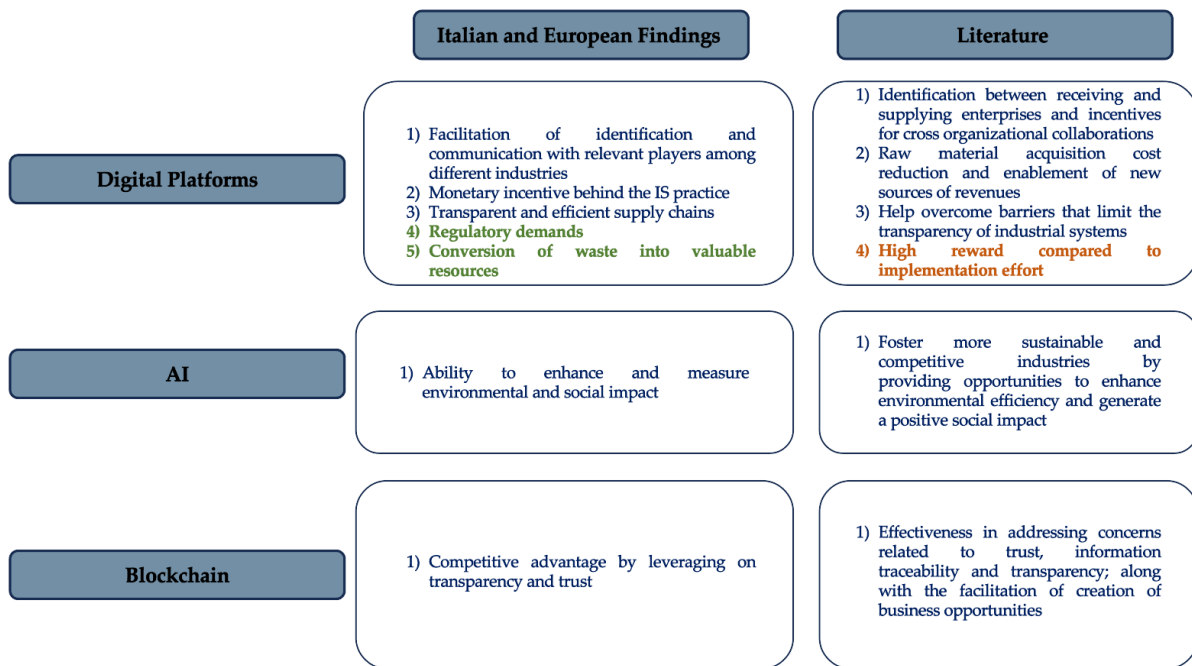 Italian and European Findings
Literature
Digital Platforms
1) Facilitation of identification and
communication with relevant players among
different industries
2) Monetary incentive behind the IS practice
3) Transparent and efficient supply chains
4) Regulatory demands
5) Conversion of waste into valuable
resources
1) Identification between receiving and
supplying enterprises and incentives
for cross organizational collaborations
2) Raw material acquisition cost
reduction and enablement of new
sources of revenues
3) Help overcome barriers that limit the
transparency of industrial systems
4) High reward compared to
implementation effort
AI
1) Ability to enhance and measure
environmental and social impact
1) Foster more sustainable and
competitive industries by
providing opportunities to enhance
environmental efficiency and generate
a positive social impact
Blockchain
1) Competitive advantage by leveraging on
transparency and trust
1) Effectiveness in addressing concerns
related to trust, information
traceability and transparency; along
with the facilitation of creation of
business opportunities